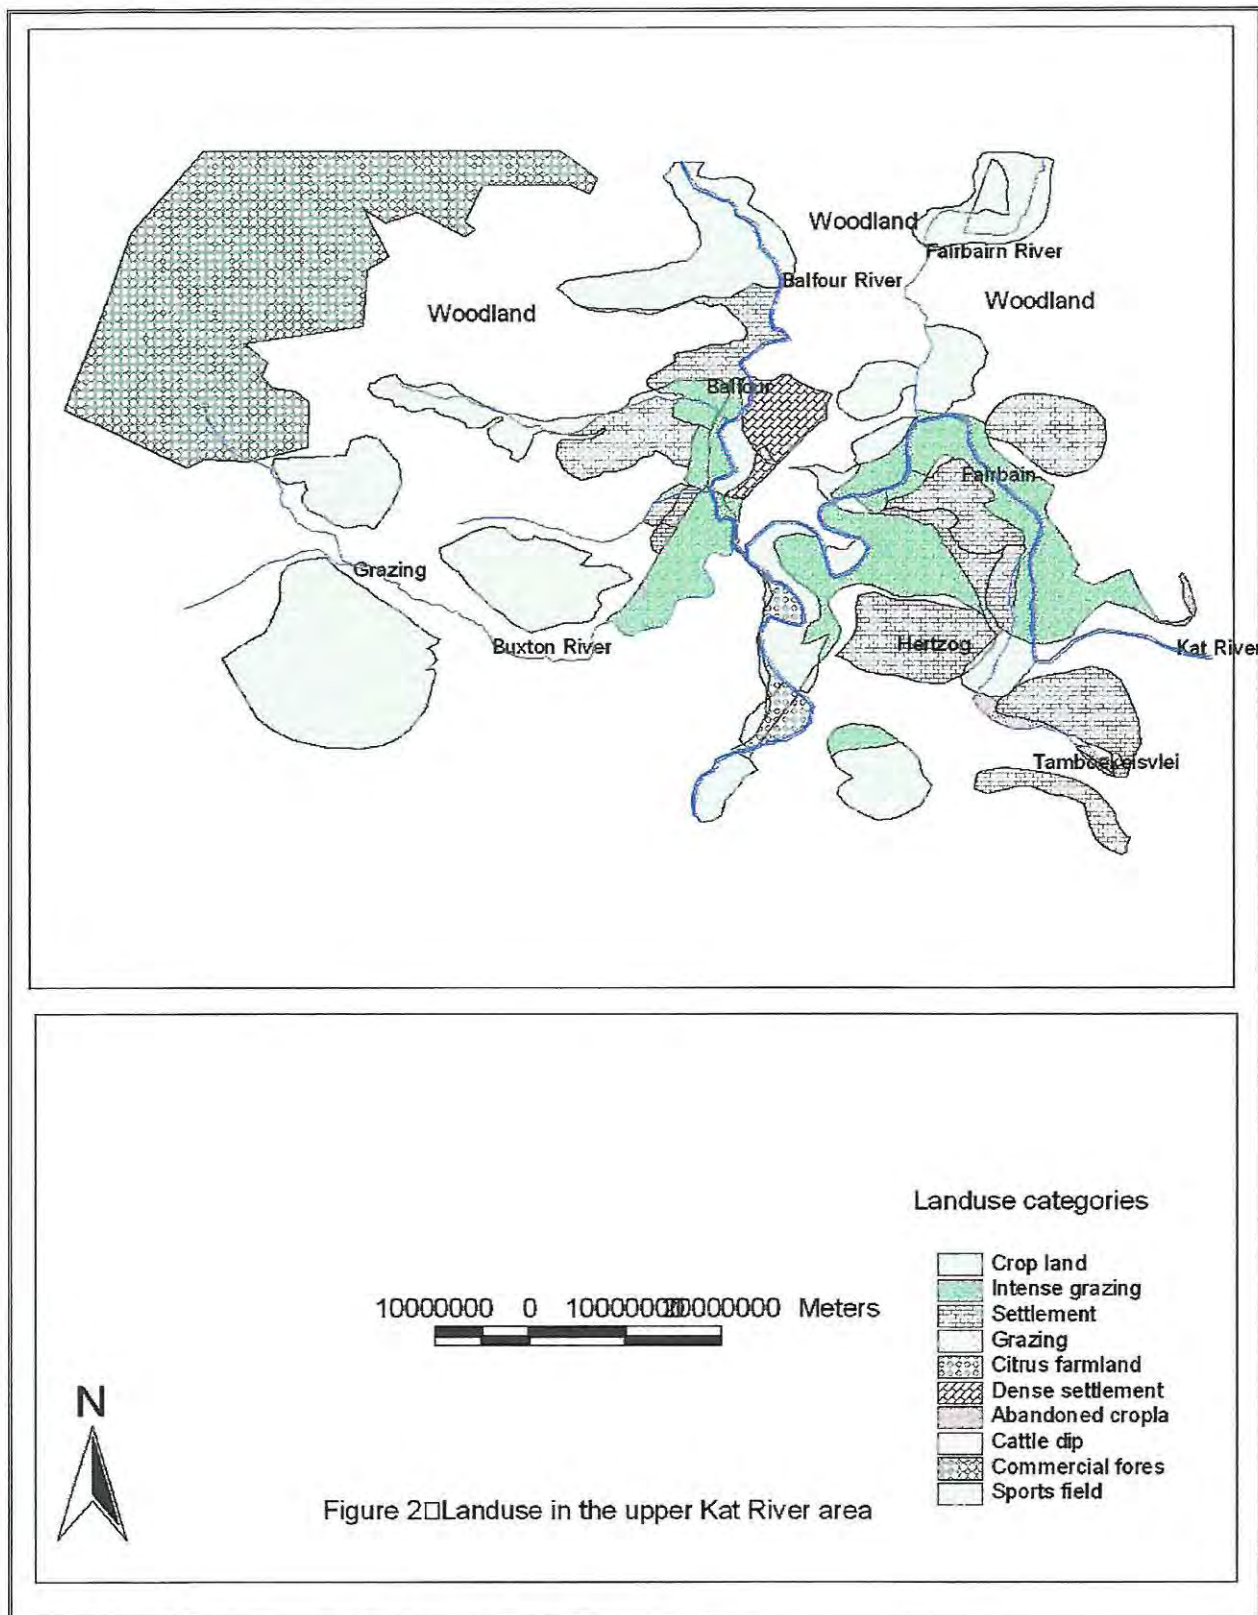 Woodland
Fairbairn River
Balfour River
Woodland
Woodland
Balfour
Fairbain
Grazing
Buxton River
Hertzog
Kat River
Tamboekeisvlei
Landuse categories
Crop land
Intense grazing
Settlement
Grazing
Citrus farmland
Dense settlement
Abandoned cropla
Cattle dip
Commercial fores
Sports field
10000000 0 10000000 20000000 Meters
N
Figure 2□Landuse in the upper Kat River area